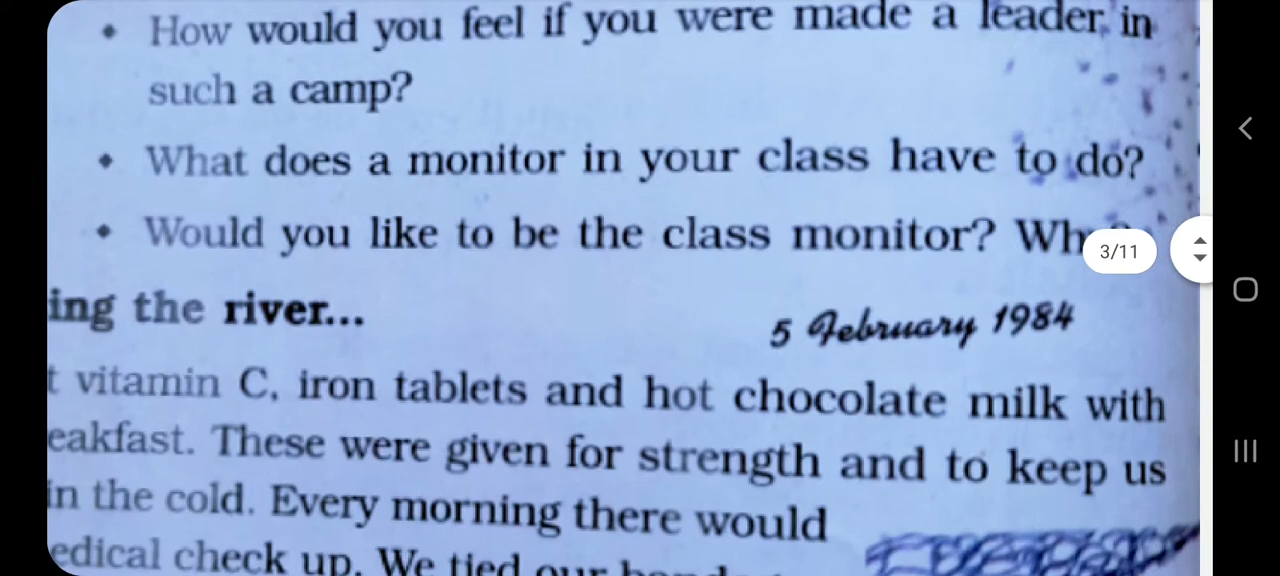 • How would you feel if you were made a leader in
such a camp?
• What does a monitor in your class have to do?
• Would you like to be the class monitor?
3/11
ing the river...
5 February 1984
t vitamin C, iron tablets and hot chocolate milk with
eakfast. These were given for strength and to keep us
in the cold. Every morning there would
edical check up. We tied our